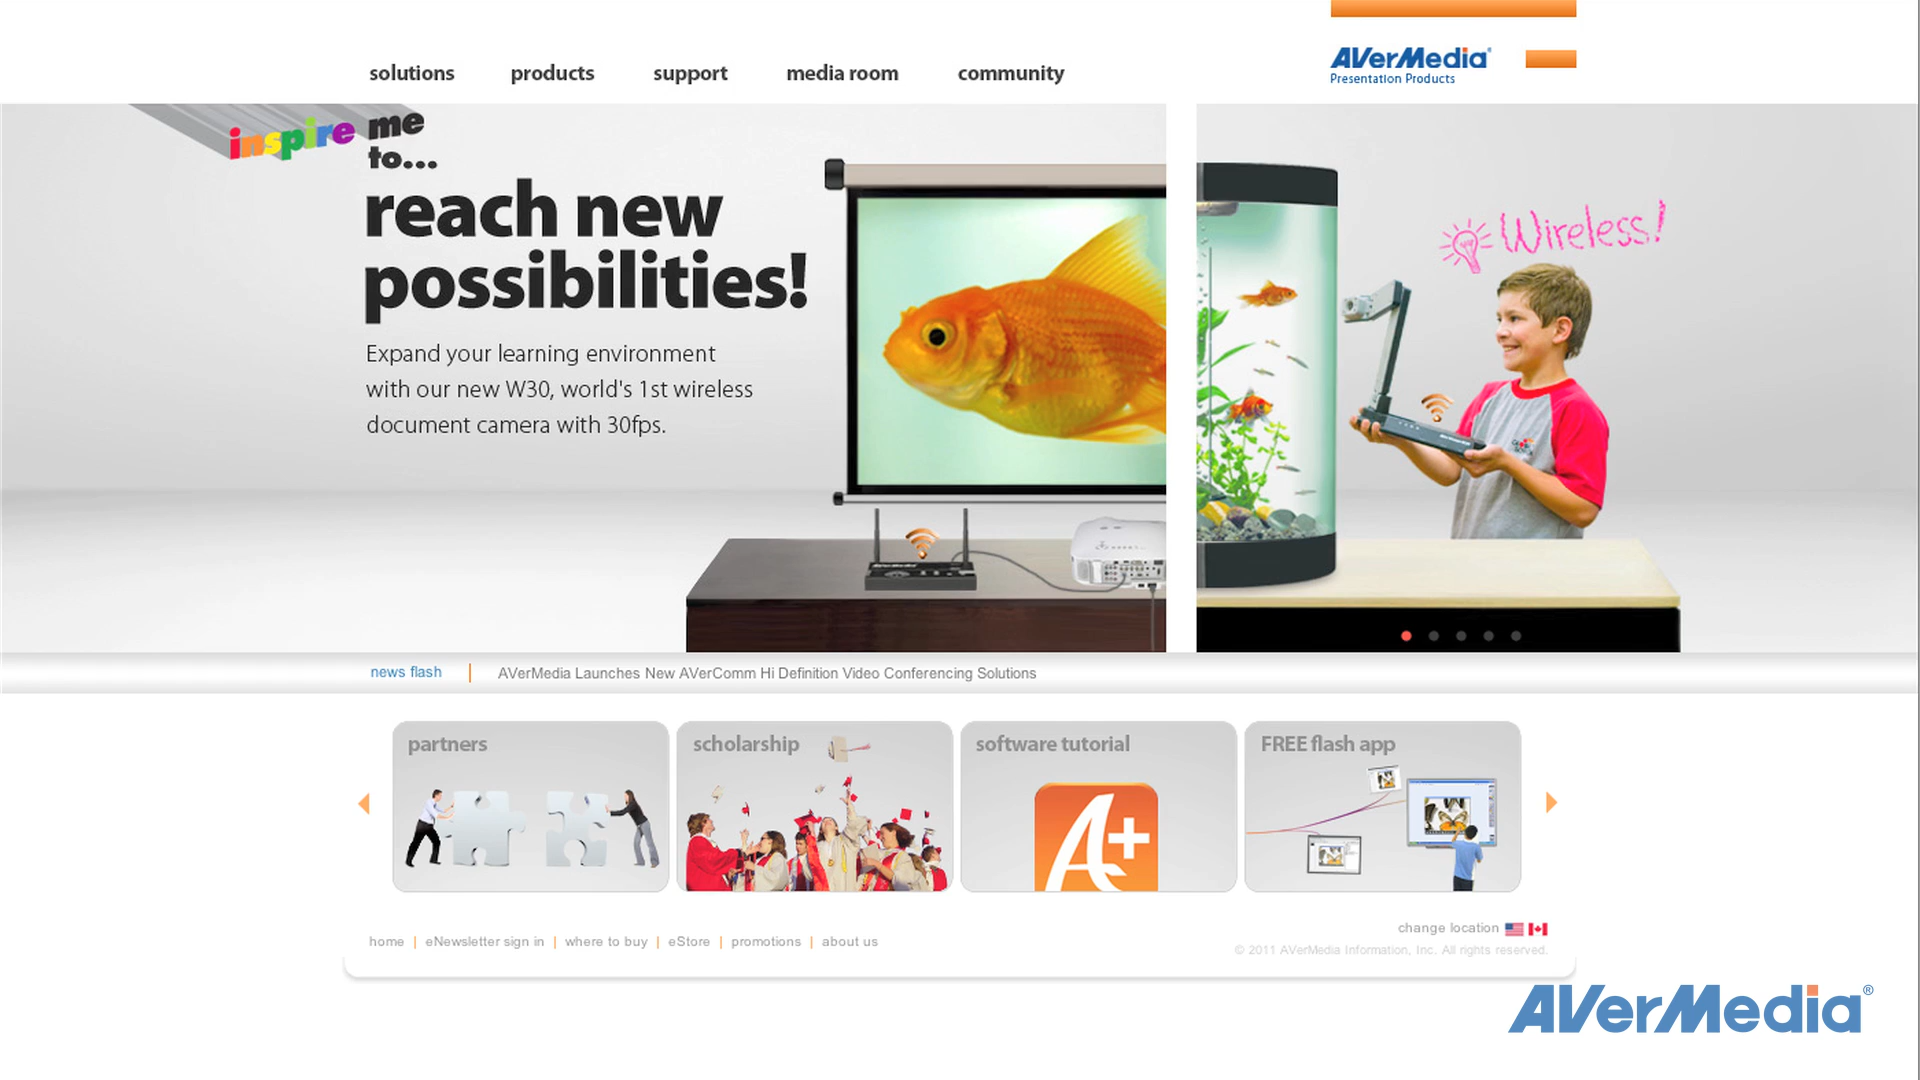 solutions products support media room community
AVerMedia®
Presentation Products
inspire me
to...
reach new
possibilities!
Expand your learning environment
with our new W30, world's 1st wireless
document camera with 30fps.
Wireless!
news flash | AVerMedia Launches New AVerComm Hi Definition Video Conferencing Solutions
partners
scholarship
software tutorial
FREE flash app
A+
change location
home | eNewsletter sign in | where to buy | eStore | promotions | about us
© 2011 AVerMedia Information, Inc. All rights reserved.
AVerMedia®